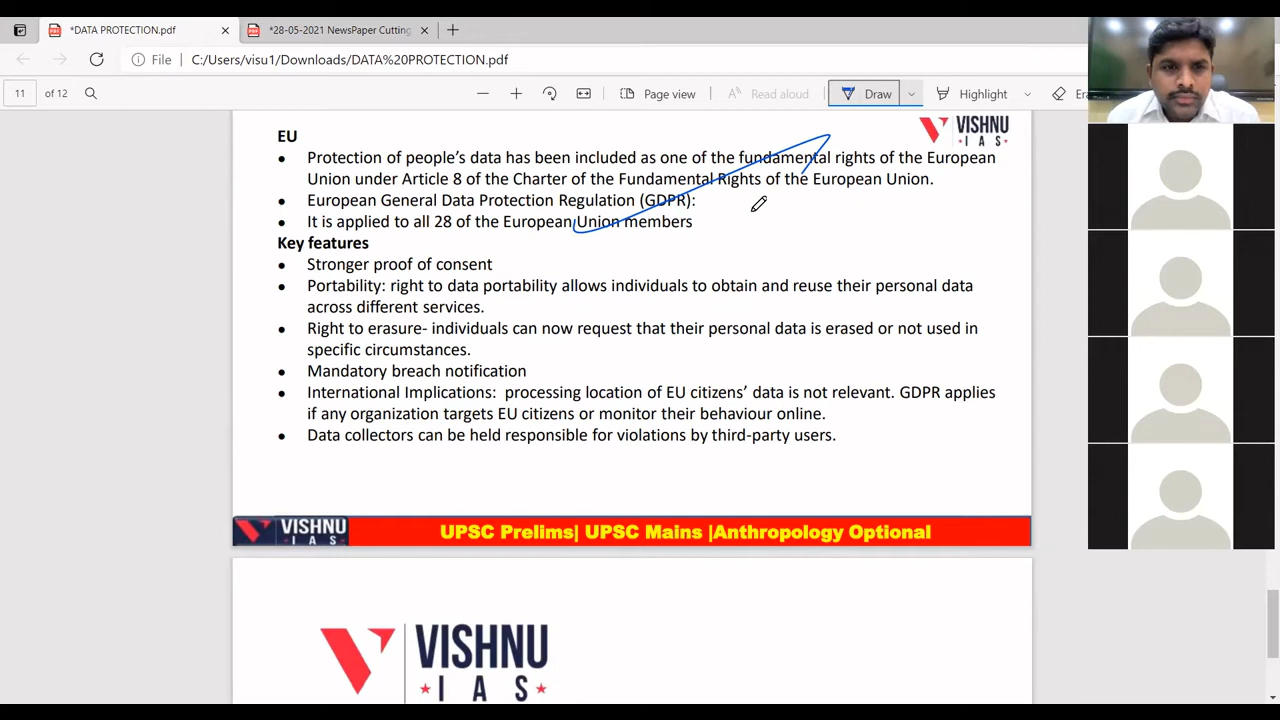 *DATA PROTECTION.pdf
*28-05-2021 NewsPaper Cutting
File
C:/Users/visu1/Downloads/DATA%20PROTECTION.pdf
11 of 12
Page view
Read aloud
Draw
Highlight
VISHNU
IAS
EU
• Protection of people's data has been included as one of the fundamental rights of the European
Union under Article 8 of the Charter of the Fundamental Rights of the European Union.
• European General Data Protection Regulation (GDPR):
• It is applied to all 28 of the European Union members
Key features
• Stronger proof of consent
• Portability: right to data portability allows individuals to obtain and reuse their personal data
across different services.
• Right to erasure- individuals can now request that their personal data is erased or not used in
specific circumstances.
• Mandatory breach notification
• International Implications:  processing location of EU citizens' data is not relevant. GDPR applies
if any organization targets EU citizens or monitor their behaviour online.
• Data collectors can be held responsible for violations by third-party users.
VISHNU
IAS
UPSC Prelims| UPSC Mains |Anthropology Optional
VISHNU
IAS